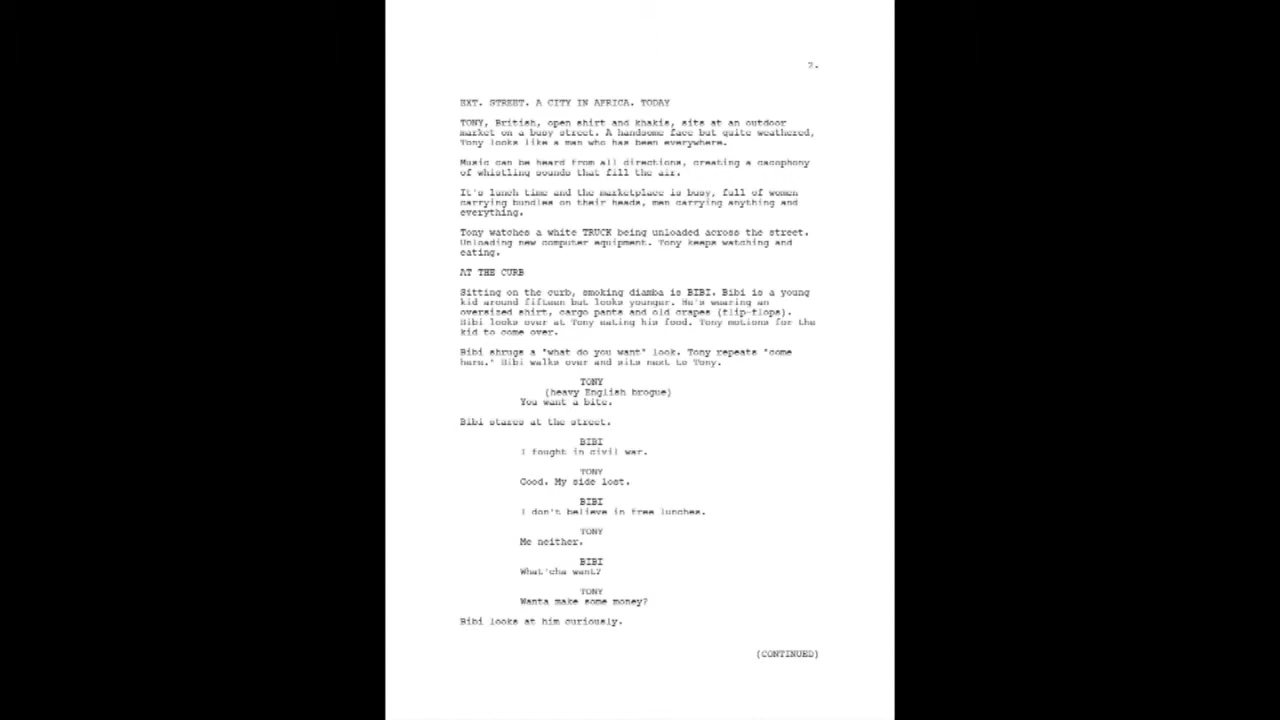 2.
EXT. STREET. A CITY IN AFRICA. TODAY
TONY, British, open shirt and khakis, sits at an outdoor
market on a busy street. A handsome face but quite weathered,
Tony looks like a man who has been everywhere.
Music can be heard from all directions, creating a cacophony
of whistling sounds that fill the air.
It's lunch time and the marketplace is busy, full of women
carrying bundles on their heads, men carrying anything and
everything.
Tony watches a white TRUCK being unloaded across the street.
Unloading new computer equipment. Tony keeps watching and
eating.
AT THE CURB
Sitting on the curb, smoking diamba is BIBI. Bibi is a young
kid around fifteen but looks younger. He's wearing an
oversized shirt, cargo pants and old crapes (flip-flops).
Bibi looks over at Tony eating his food. Tony motions for the
kid to come over.
Bibi shrugs a "what do you want" look. Tony repeats "come
here." Bibi walks over and sits next to Tony.
TONY
(heavy English brogue)
You want a bite.
Bibi stares at the street.
BIBI
I fought in civil war.
TONY
Good. My side lost.
BIBI
I don't believe in free lunches.
TONY
Me neither.
BIBI
What'cha want?
TONY
Wanta make some money?
Bibi looks at him curiously.
(CONTINUED)